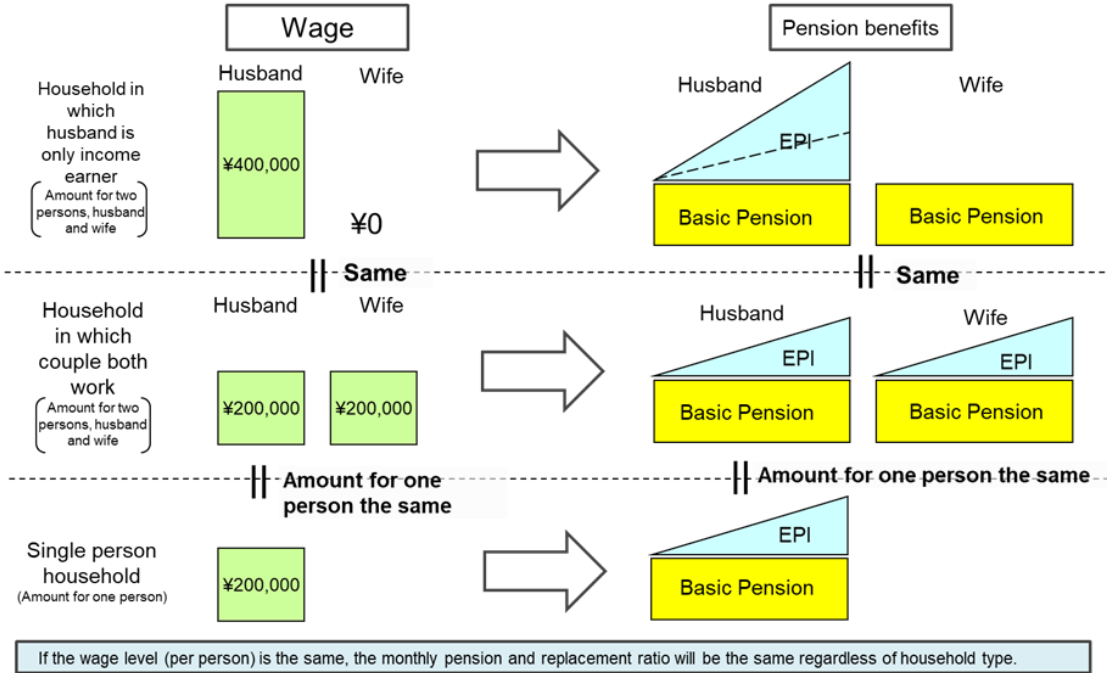 Wage
Pension benefits
Household in
which
husband is
only income
earner
Amount for two
persons, husband
and wife
Husband
Wife
¥400,000
¥0
Husband
Wife
EPI
Basic Pension
Basic Pension
Same
Same
Household
in which
couple both
work
Amount for two
persons, husband
and wife
Husband
Wife
¥200,000
¥200,000
Husband
Wife
EPI
EPI
Basic Pension
Basic Pension
Amount for one
person the same
Amount for one person the same
Single person
household
(Amount for one person)
¥200,000
EPI
Basic Pension
If the wage level (per person) is the same, the monthly pension and replacement ratio will be the same regardless of household type.